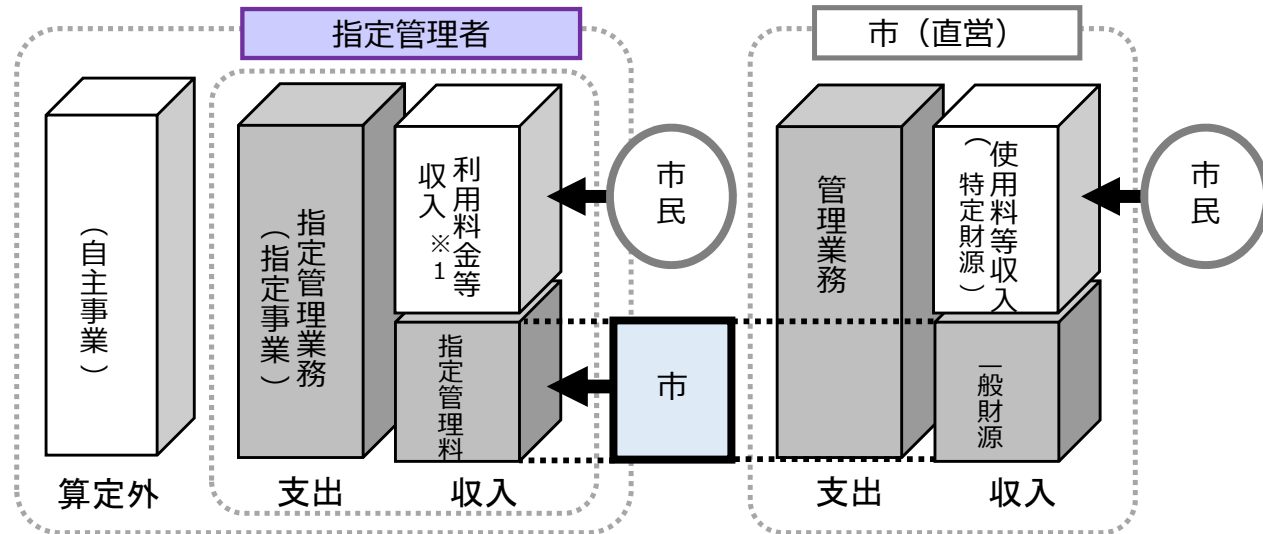 指定管理者
市（直営）
（自主事業）
指定管理業務
（指定事業）
利用料金等
収入※1
市民
指定管理料
市
管理業務
使用料等収入
（特定財源）
市民
一般財源
算定外
支出
収入
支出
収入